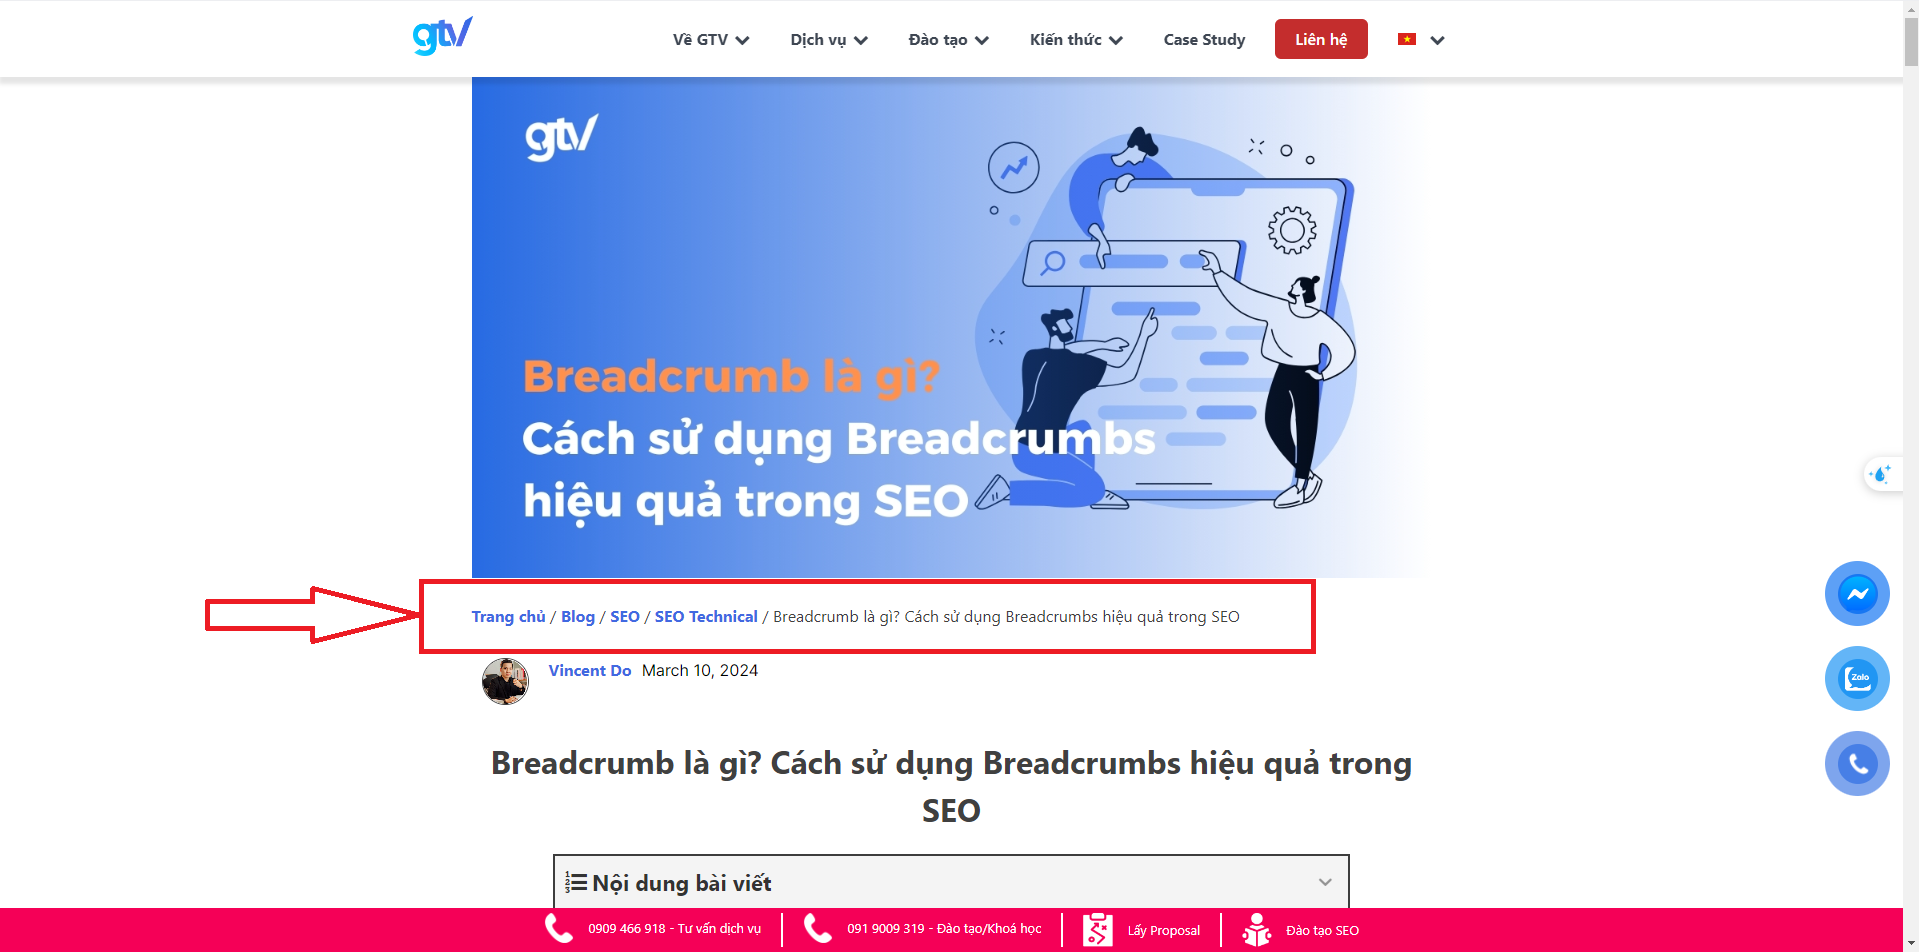 gtv
Về GTV
Dịch vụ
Đào tạo
Kiến thức
Case Study
Liên hệ
gtv
Breadcrumb là gì?
Cách sử dụng Breadcrumbs
hiệu quả trong SEO
Trang chủ / Blog / SEO / SEO Technical / Breadcrumb là gì? Cách sử dụng Breadcrumbs hiệu quả trong SEO
Vincent Do March 10, 2024
Zalo
Breadcrumb là gì? Cách sử dụng Breadcrumbs hiệu quả trong
SEO
Nội dung bài viết
0909 466 918 - Tư vấn dịch vụ
091 9009 319 - Đào tạo/Khoá học
Lấy Proposal
Đào tạo SEO